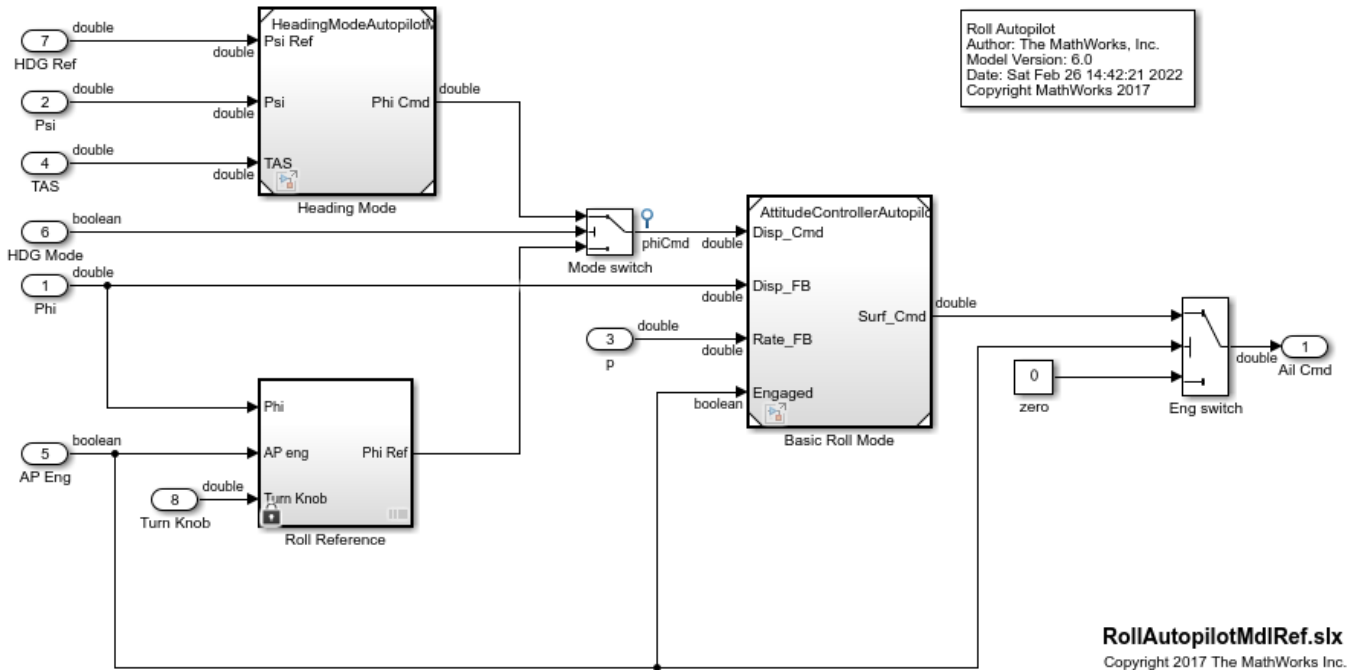 double
7
HDG Ref
double
2
Psi
double
4
TAS
HeadingModeAutopilotM
double
Psi Ref
double
Psi
double
TAS
double
Phi Cmd
double
Heading Mode
Roll Autopilot
Author: The MathWorks, Inc.
Model Version: 6.0
Date: Sat Feb 26 14:42:21 2022
Copyright MathWorks 2017
boolean
6
HDG Mode
double
1
Phi
Mode switch
phiCmd
double
AttitudeControllerAutopilo
Disp_Cmd
Disp_FB
double
Surf_Cmd
double
3
p
double
double
Rate_FB
Engaged
boolean
Basic Roll Mode
0
zero
Eng switch
double
1
Ail Cmd
boolean
5
AP Eng
double
8
Turn Knob
Phi
AP eng
Phi Ref
Turn Knob
Roll Reference
RollAutopilotMdlRef.slx
Copyright 2017 The MathWorks Inc.